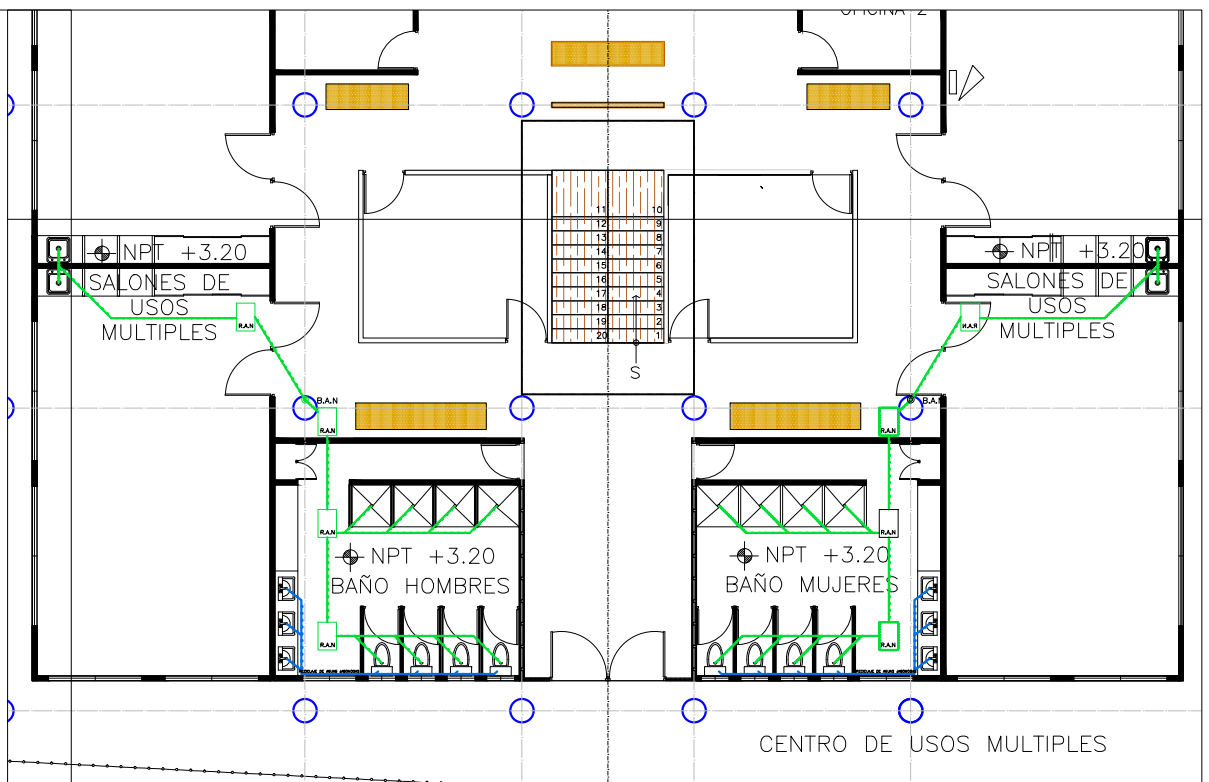 OFICINA 2
11 10
12 9
13 8
14 7
15 6
16 5
17 4
18 3
19 2
20 1
S
NPT +3.20
SALONES DE
USOS
MULTIPLES
R.A.N
B.A.N
R.A.N
NPT +3.20
SALONES DE
USOS
MULTIPLES
R.A.N
B.A.N
R.A.N
R.A.N
NPT +3.20
BAÑO HOMBRES
R.A.N
R.A.N
NPT +3.20
BAÑO MUJERES
R.A.N
CENTRO DE USOS MULTIPLES